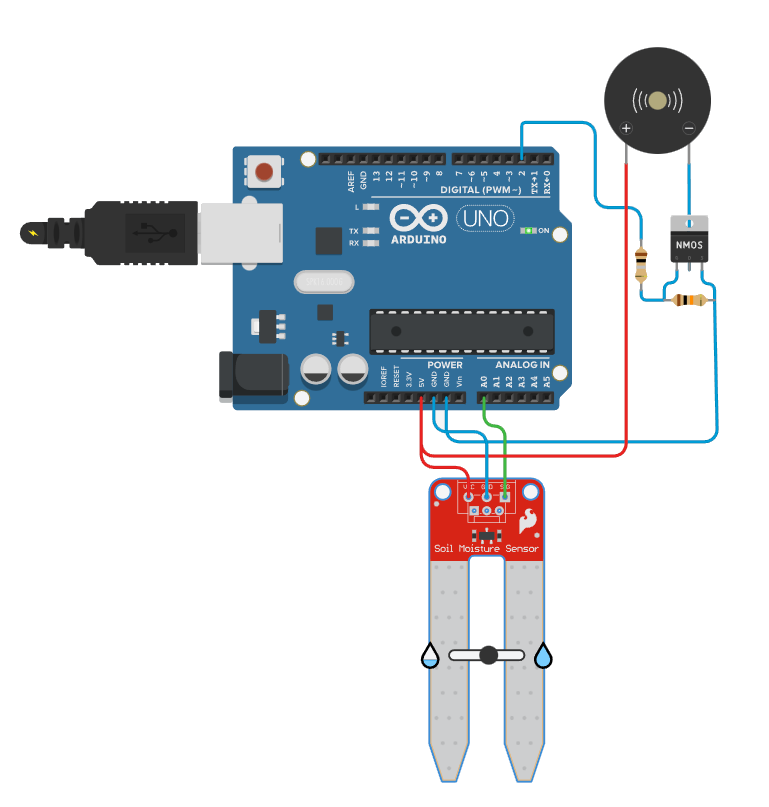 +
−
AREF
GND
13
12
~11
~10
~9
8
7
~6
~5
4
~3
2
TX→1
RX←0
DIGITAL (PWM~)
L
TX
RX
ARDUINO
UNO
ON
NMOS
POWER
ANALOG IN
IOREF
RESET
3.3V
5V
GND
GND
Vin
A0
A1
A2
A3
A4
A5
Soil Moisture Sensor